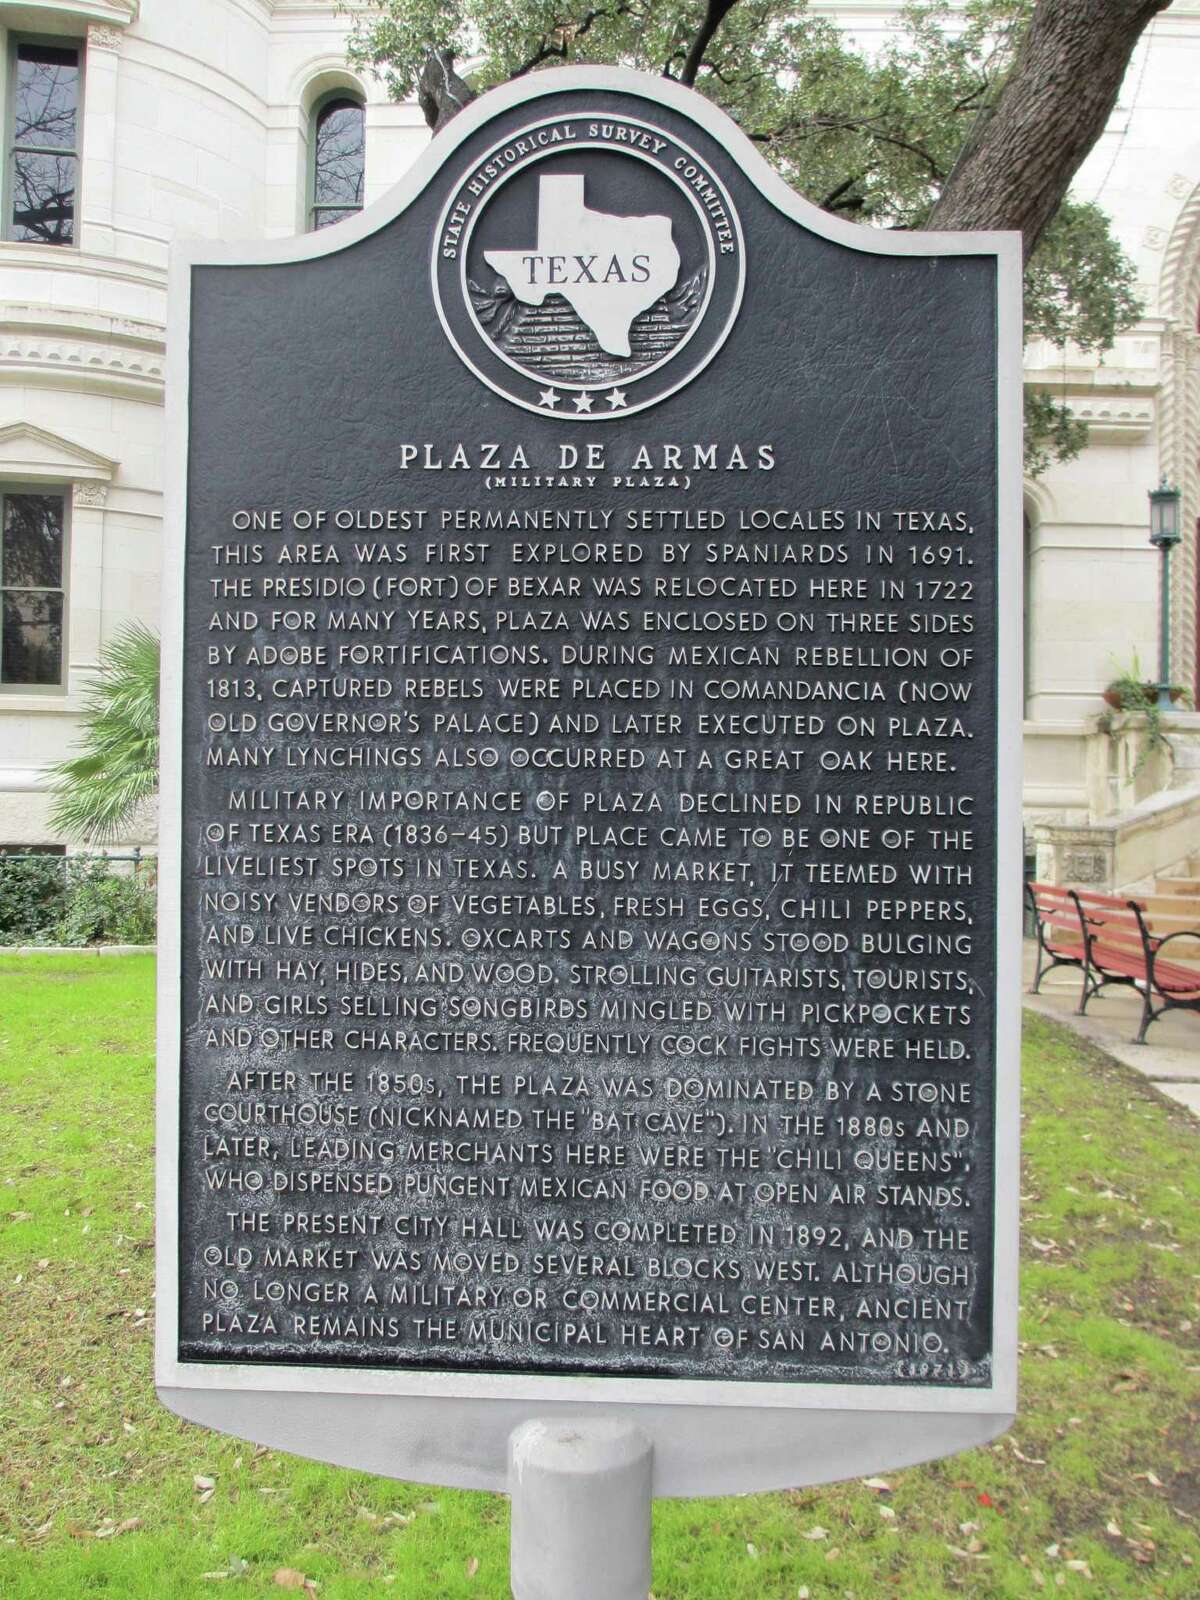 STATE HISTORICAL SURVEY COMMITTEE
TEXAS
PLAZA DE ARMAS
(MILITARY PLAZA)
ONE OF OLDEST PERMANENTLY SETTLED LOCALES IN TEXAS,
THIS AREA WAS FIRST EXPLORED BY SPANIARDS IN 1691.
THE PRESIDIO (FORT) OF BEXAR WAS RELOCATED HERE IN 1722
AND FOR MANY YEARS, PLAZA WAS ENCLOSED ON THREE SIDES
BY ADOBE FORTIFICATIONS. DURING MEXICAN REBELLION OF
1813, CAPTURED REBELS WERE PLACED IN COMANDANCIA (NOW
OLD GOVERNOR'S PALACE) AND LATER EXECUTED ON PLAZA.
MANY LYNCHINGS ALSO OCCURRED AT A GREAT OAK HERE.
MILITARY IMPORTANCE OF PLAZA DECLINED IN REPUBLIC
OF TEXAS ERA (1836-45) BUT PLACE CAME TO BE ONE OF THE
LIVELIEST SPOTS IN TEXAS. A BUSY MARKET, IT TEEMED WITH
NOISY VENDORS OF VEGETABLES, FRESH EGGS, CHILI PEPPERS,
AND LIVE CHICKENS. OXCARTS AND WAGONS STOOD BULGING
WITH HAY, HIDES, AND WOOD. STROLLING GUITARISTS, TOURISTS,
AND GIRLS SELLING SONGBIRDS MINGLED WITH PICKPOCKETS
AND OTHER CHARACTERS. FREQUENTLY COCK FIGHTS WERE HELD.
AFTER THE 1850s, THE PLAZA WAS DOMINATED BY A STONE
COURTHOUSE (NICKNAMED THE "BAT CAVE"). IN THE 1880s AND
LATER, LEADING MERCHANTS HERE WERE THE "CHILI QUEENS",
WHO DISPENSED PUNGENT MEXICAN FOOD AT OPEN AIR STANDS.
THE PRESENT CITY HALL WAS COMPLETED IN 1892, AND THE
OLD MARKET WAS MOVED SEVERAL BLOCKS WEST. ALTHOUGH
NO LONGER A MILITARY OR COMMERCIAL CENTER, ANCIENT
PLAZA REMAINS THE MUNICIPAL HEART OF SAN ANTONIO.
(1971)